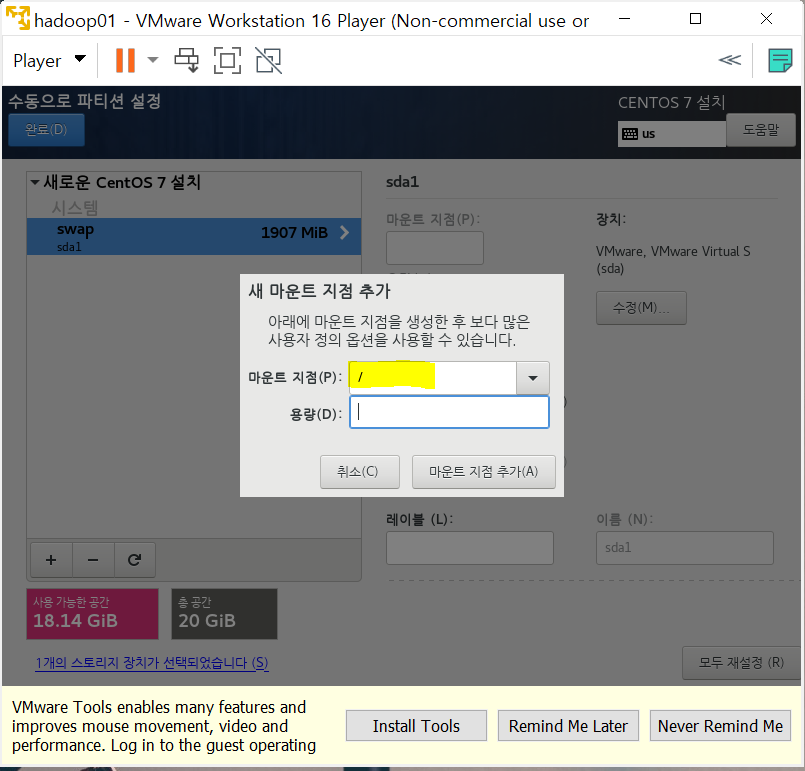 hadoop01 - VMware Workstation 16 Player (Non-commercial use or
Player
수동으로 파티션 설정
CENTOS 7 설치
완료(D)
us
도움말
새로운 CentOS 7 설치
시스템
swap
1907 MiB
sda1
sda1
마운트 지점(P):
장치:
VMware, VMware Virtual S
(sda)
수정(M)...
새 마운트 지점 추가
아래에 마운트 지점을 생성한 후 보다 많은
사용자 정의 옵션을 사용할 수 있습니다.
마운트 지점(P): /
용량(D):
취소(C)
마운트 지점 추가(A)
레이블 (L):
이름 (N):
sda1
+ −
사용 가능한 공간
18.14 GiB
총 공간
20 GiB
1개의 스토리지 장치가 선택되었습니다 (S)
모두 재설정 (R)
VMware Tools enables many features and
improves mouse movement, video and
performance. Log in to the guest operating
Install Tools
Remind Me Later
Never Remind Me